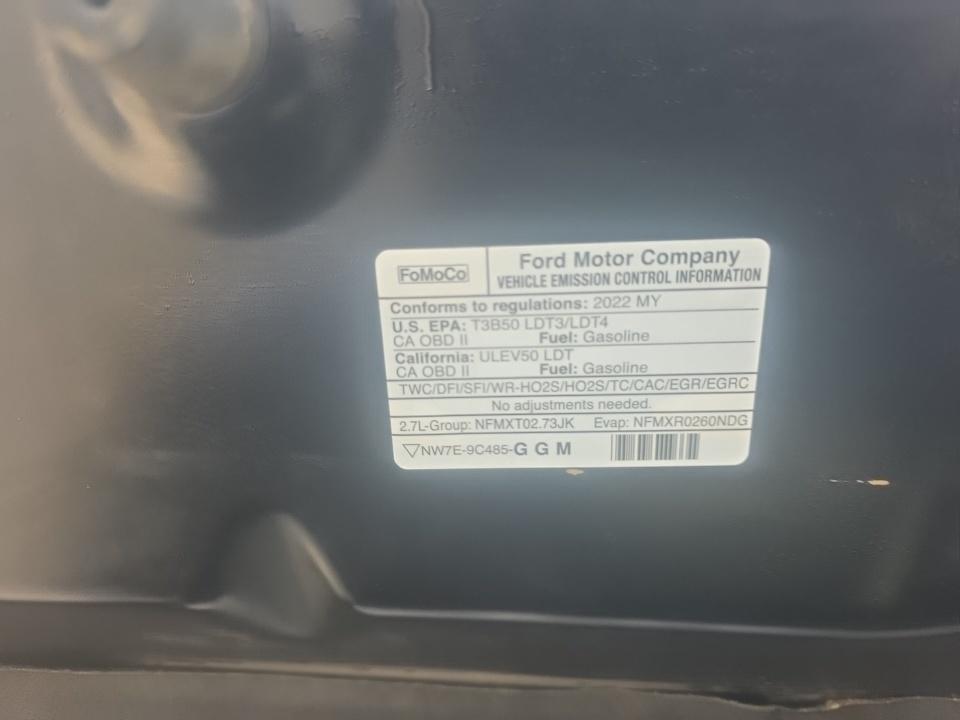 FoMoCo
Ford Motor Company
VEHICLE EMISSION CONTROL INFORMATION
Conforms to regulations: 2022 MY
U.S. EPA: T3B50 LDT3/LDT4
CA OBD II Fuel: Gasoline
California: ULEV50 LDT
CA OBD II Fuel: Gasoline
TWC/DFI/SFI/WR-HO2S/HO2S/TC/CAC/EGR/EGRC
No adjustments needed.
2.7L-Group: NFMXT02.73JK Evap: NFMXR0260NDG
NW7E-9C485-G G M